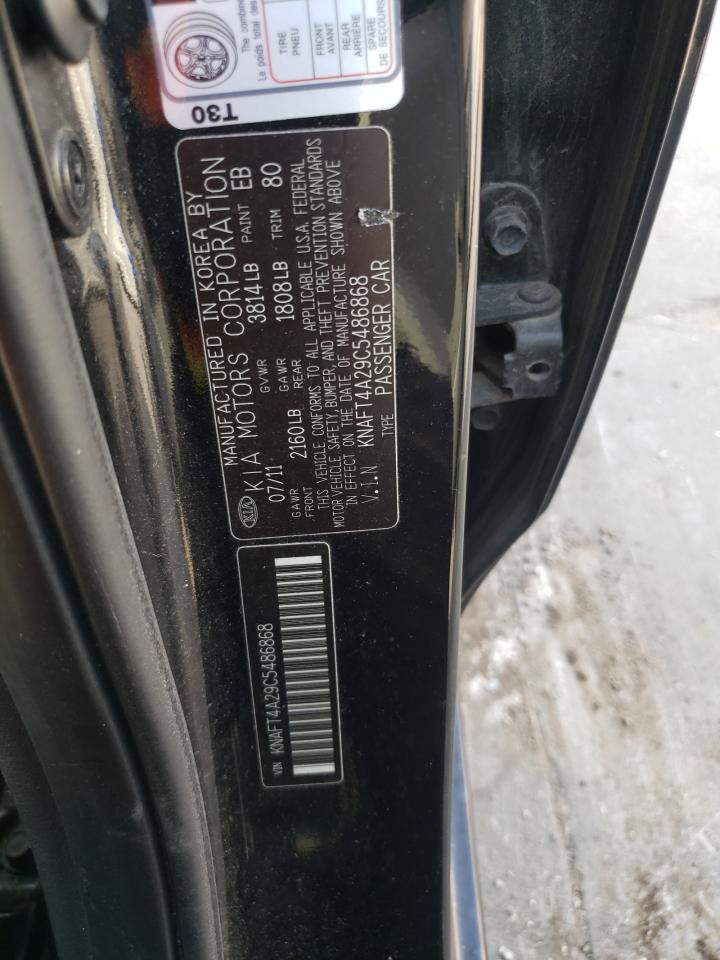 The combine
Le poids total des
TIRE
PNEU
FRONT
AVANT
REAR
ARRIÈRE
SPARE
DE SECOURS
T30
KIA
MANUFACTURED IN KOREA BY
KIA MOTORS CORPORATION
07/11 GVWR 3814LB PAINT EB
GAWR FRONT 2160LB GAWR REAR 1808LB TRIM 80
THIS VEHICLE CONFORMS TO ALL APPLICABLE U.S.A. FEDERAL
MOTOR VEHICLE SAFETY, BUMPER, AND THEFT PREVENTION STANDARDS
IN EFFECT ON THE DATE OF MANUFACTURE SHOWN ABOVE
V.I.N KNAFT4A29C5486868
TYPE PASSENGER CAR
VIN KNAFT4A29C5486868